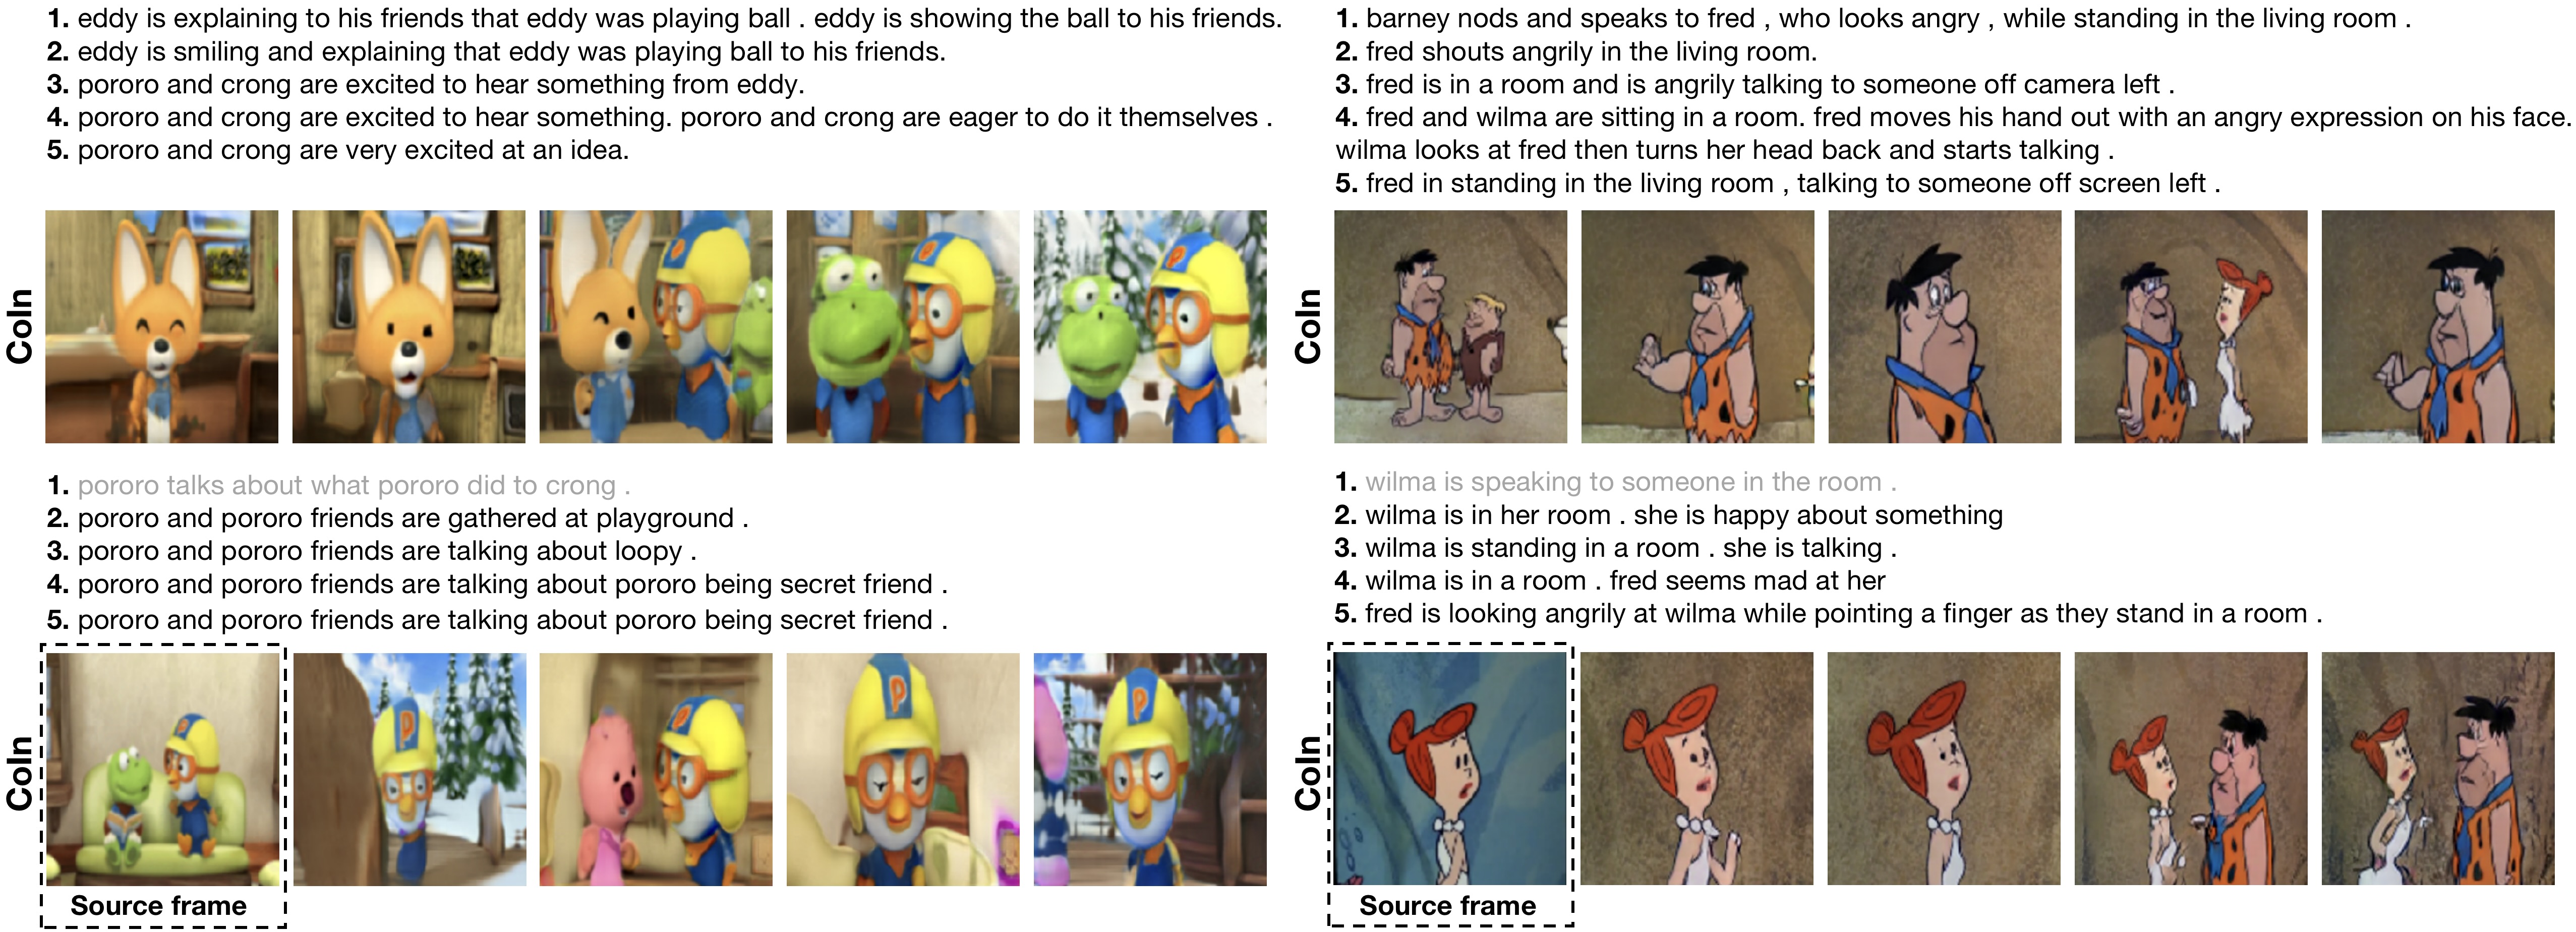 1. eddy is explaining to his friends that eddy was playing ball . eddy is showing the ball to his friends.
2. eddy is smiling and explaining that eddy was playing ball to his friends.
3. pororo and crong are excited to hear something from eddy.
4. pororo and crong are excited to hear something. pororo and crong are eager to do it themselves .
5. pororo and crong are very excited at an idea.
CoIn
1. barney nods and speaks to fred , who looks angry , while standing in the living room .
2. fred shouts angrily in the living room.
3. fred is in a room and is angrily talking to someone off camera left .
4. fred and wilma are sitting in a room. fred moves his hand out with an angry expression on his face.
wilma looks at fred then turns her head back and starts talking .
5. fred in standing in the living room , talking to someone off screen left .
CoIn
1. pororo talks about what pororo did to crong .
2. pororo and pororo friends are gathered at playground .
3. pororo and pororo friends are talking about loopy .
4. pororo and pororo friends are talking about pororo being secret friend .
5. pororo and pororo friends are talking about pororo being secret friend .
CoIn
Source frame
1. wilma is speaking to someone in the room .
2. wilma is in her room . she is happy about something
3. wilma is standing in a room . she is talking .
4. wilma is in a room . fred seems mad at her
5. fred is looking angrily at wilma while pointing a finger as they stand in a room .
CoIn
Source frame